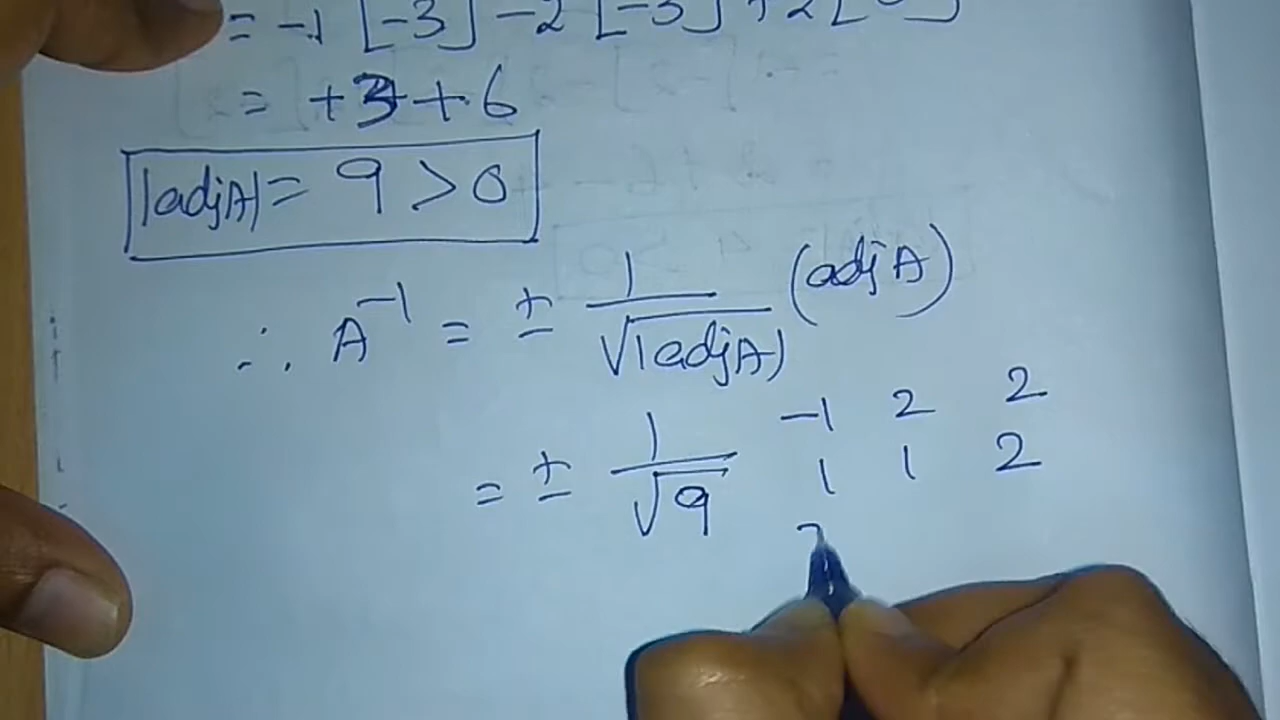 = -1 [-3] -2 [-3] + 2 [
= +3 + 6
|adjA| = 9 > 0
∴ A⁻¹ = ± 1/√|adjA| (adjA)
= ± 1/√9 -1 2 2
1 1 2